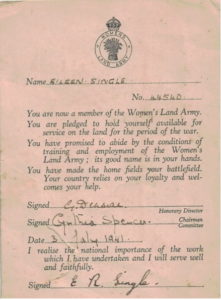 WOMENS
LAND ARMY
Name EILEEN SINGLE
No. 44540
You are now a member of the Women's Land Army.
You are pledged to hold yourself available for
service on the land for the period of the war.
You have promised to abide by the conditions of
training and employment of the Women's
Land Army; its good name is in your hands.
You have made the home fields your battlefield.
Your country relies on your loyalty and welcomes
your help.
Signed G. Denman
Honorary Director
Signed Cynthia Spencer
Chairman
Committee
Date 3 July 1941
I realise the national importance of the work
which I have undertaken and I will serve well
and faithfully.
Signed E R Single